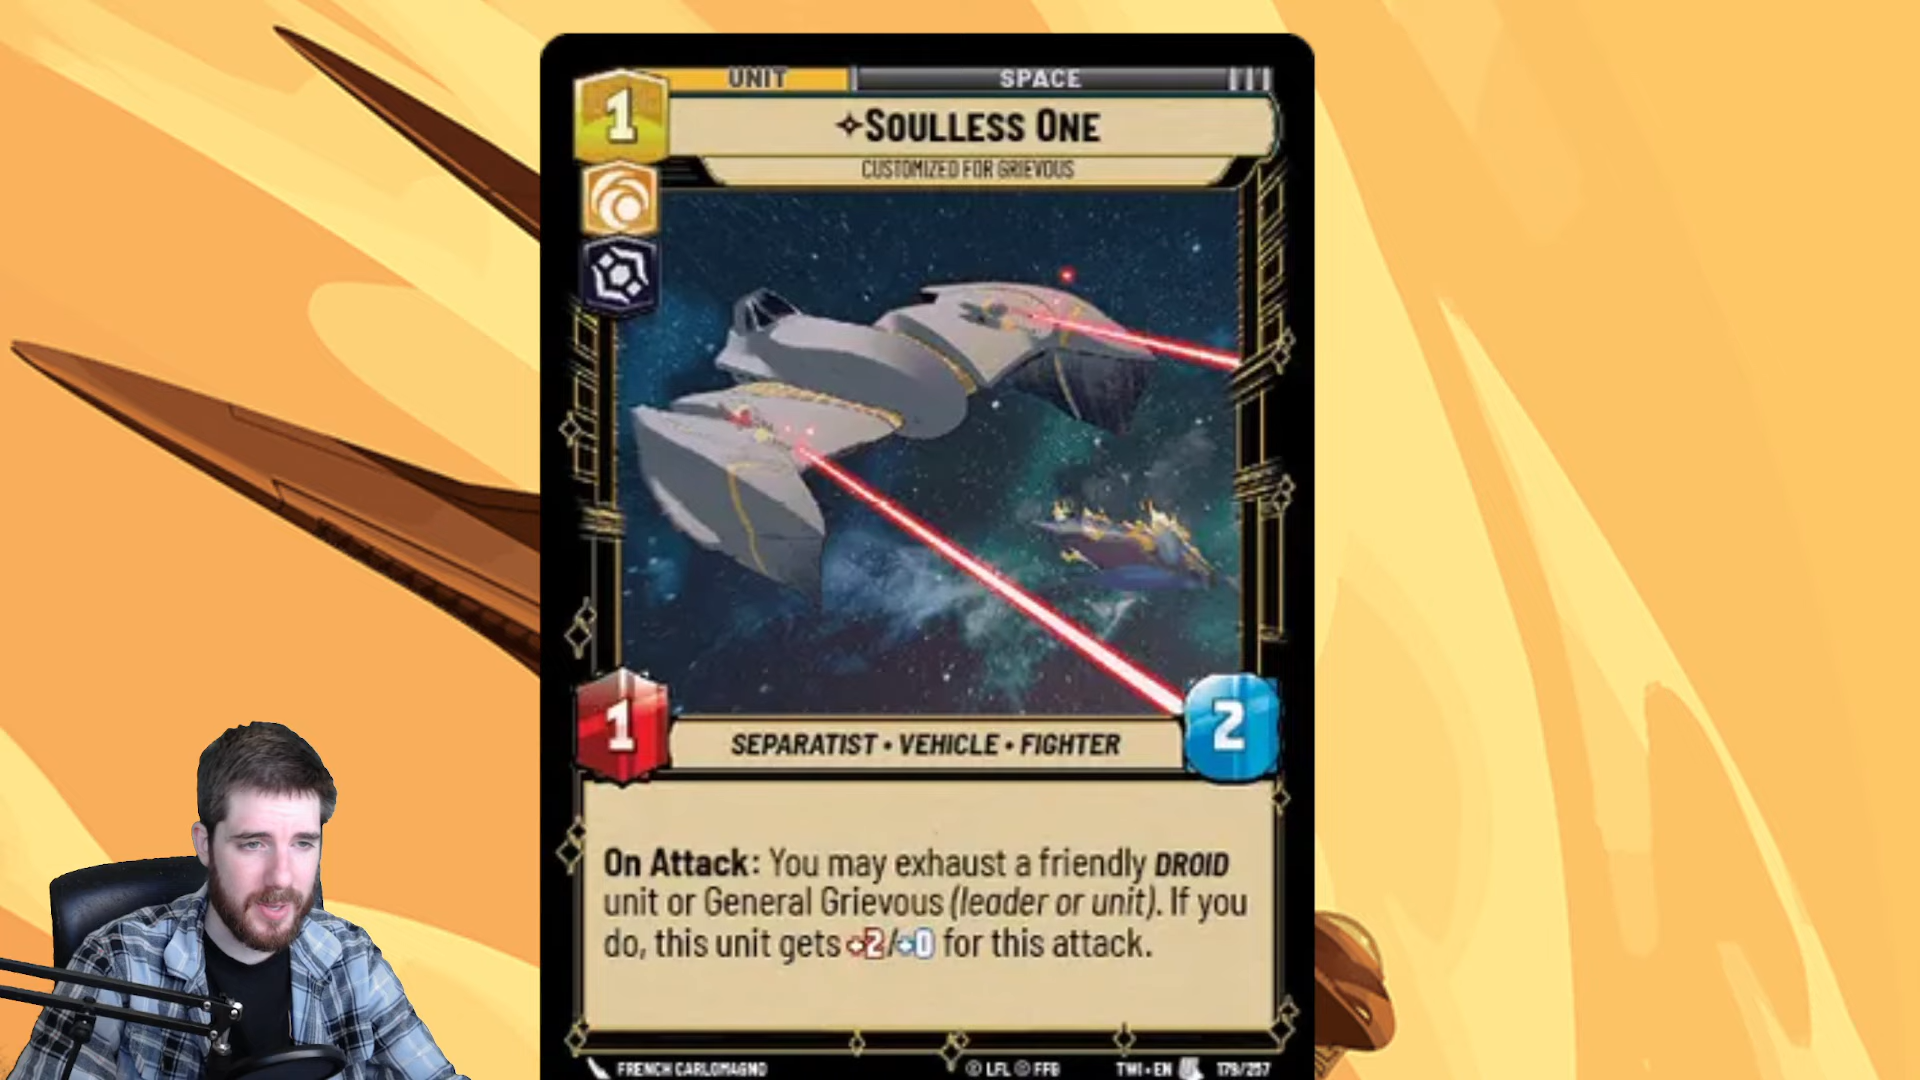 UNIT
SPACE
1
SOULLESS ONE
CUSTOMIZED FOR GRIEVOUS
1
SEPARATIST • VEHICLE • FIGHTER
2
On Attack: You may exhaust a friendly DROID
unit or General Grievous (leader or unit). If you
do, this unit gets +2/+0 for this attack.
FRENCH CARLOMAGNO
© LFL © FFG
TWI • EN
179/257